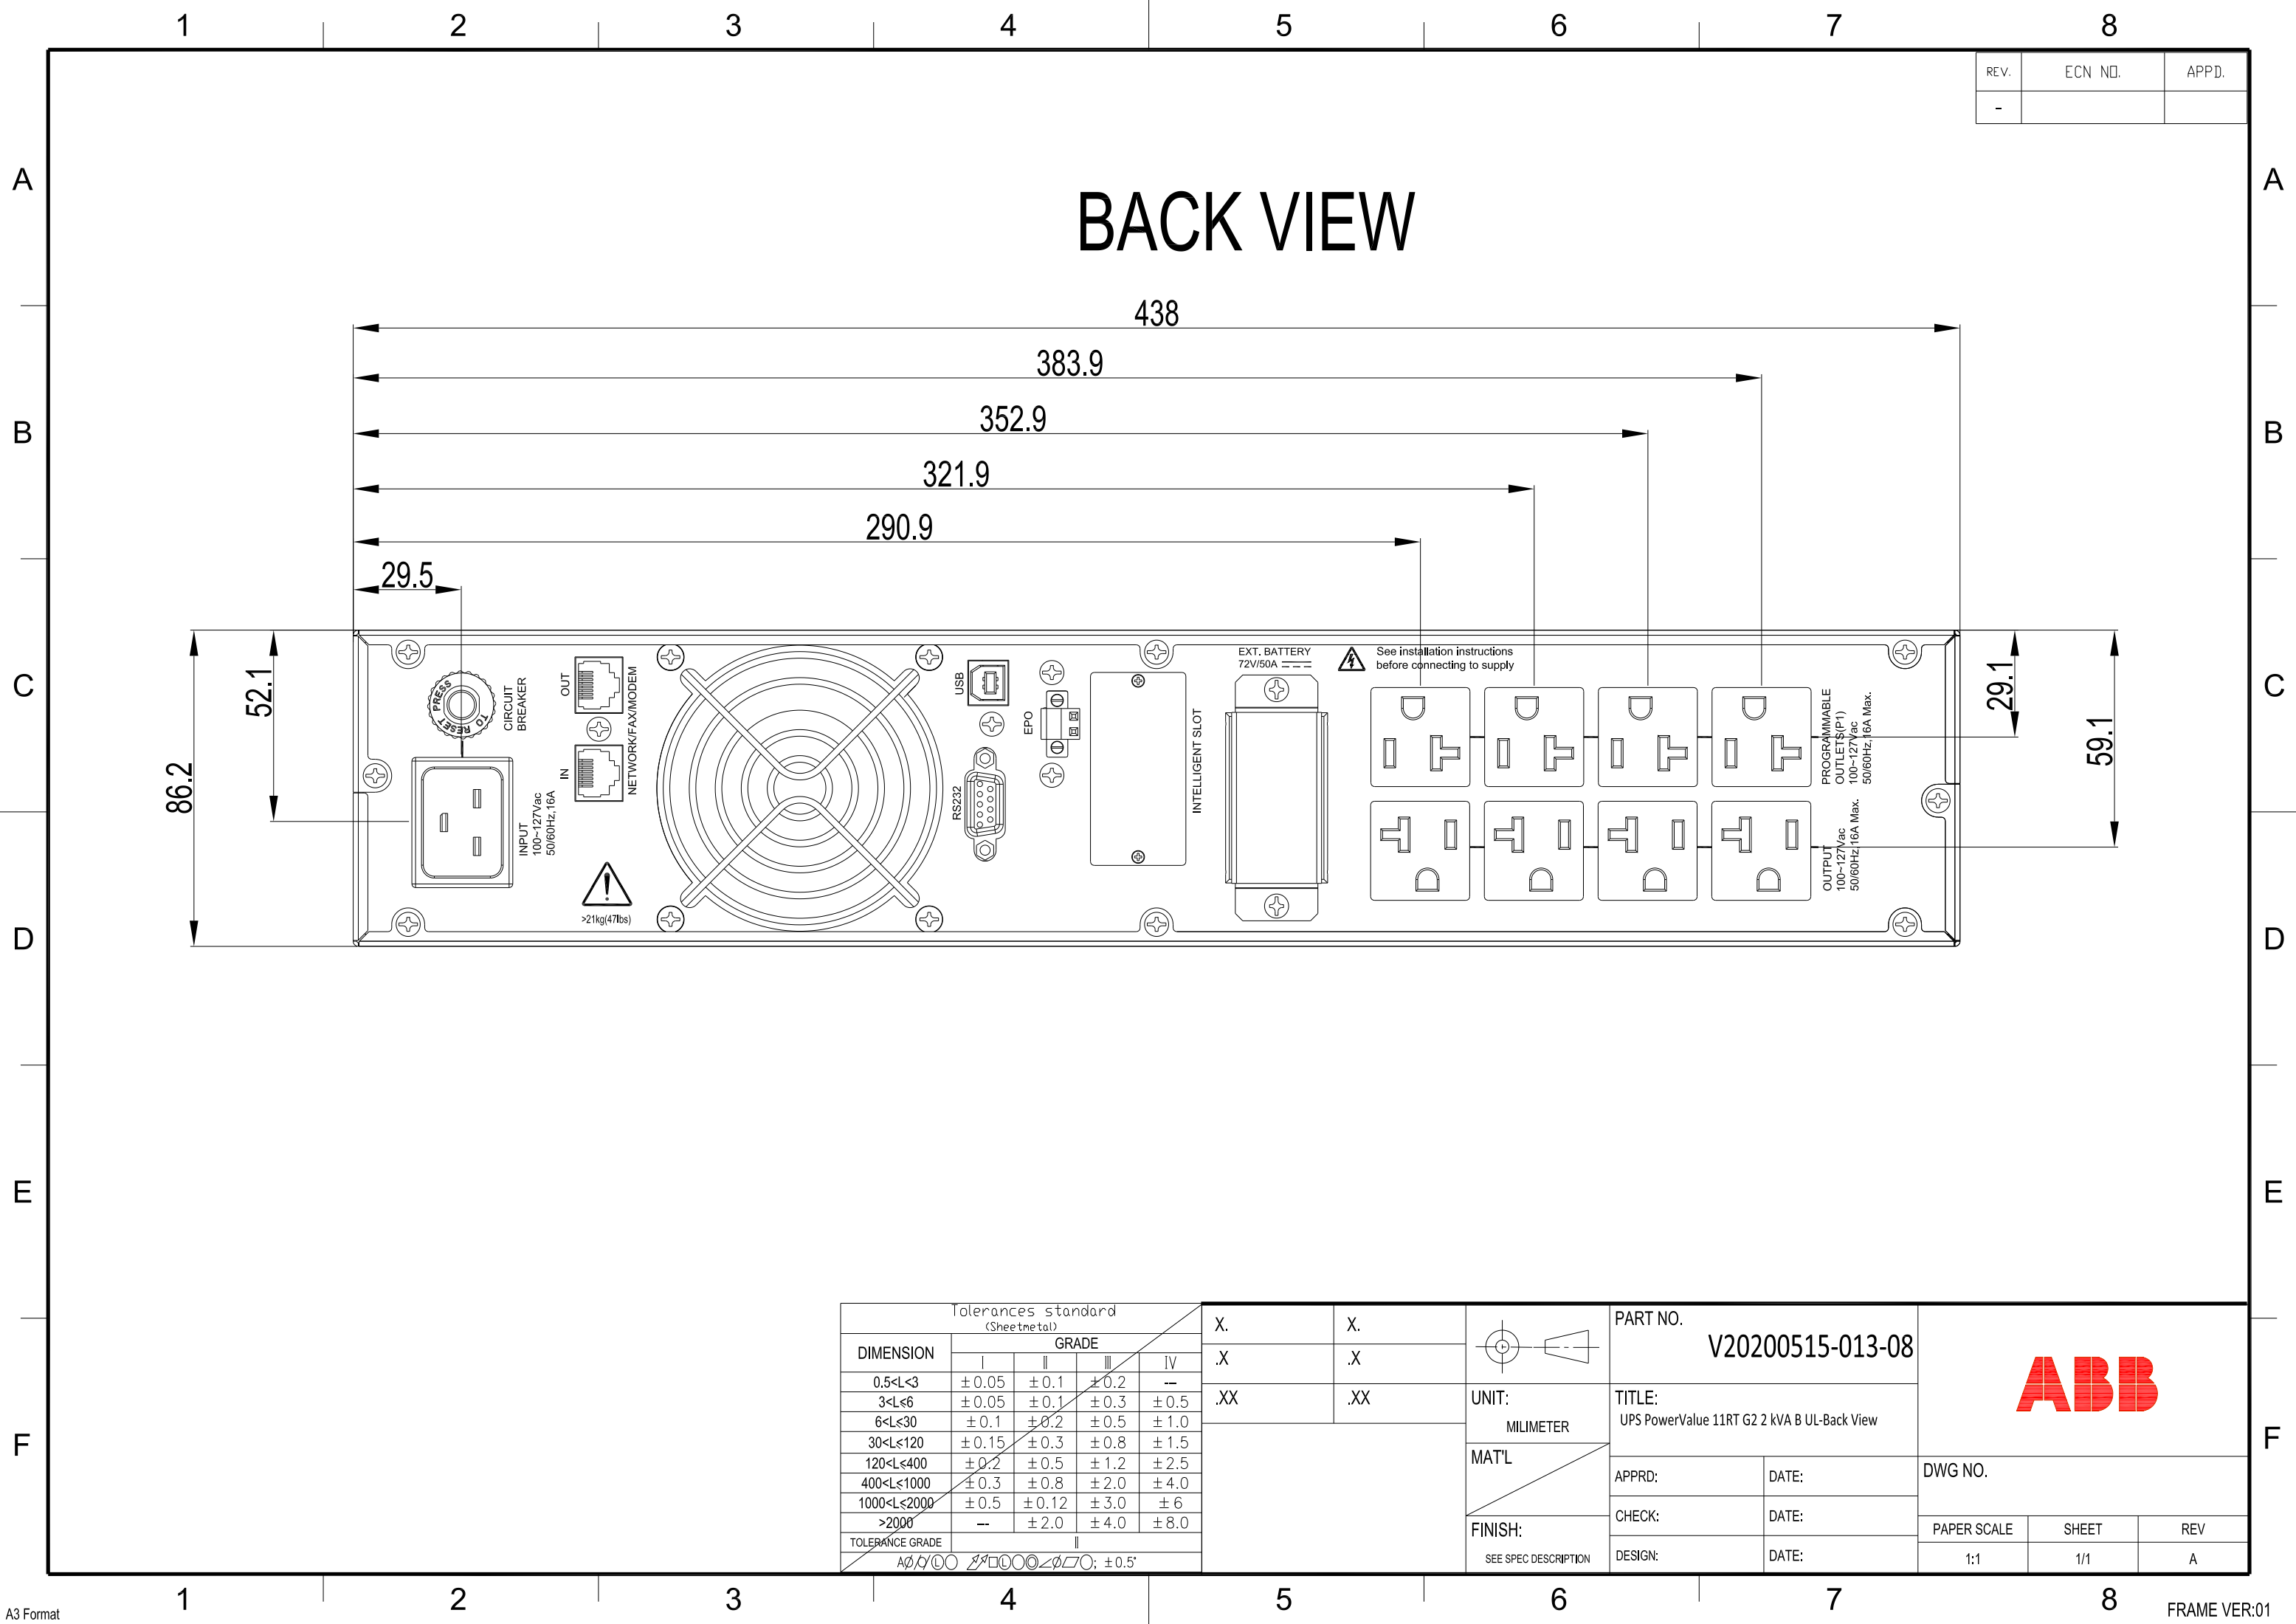 1 2 3 4 5 6 7 8
REV. ECN NO. APPD.
-
A A
BACK VIEW
438
383.9
B 352.9 B
321.9
290.9
29.5
EXT. BATTERY
72V/50A
See installation instructions
before connecting to supply
C C
86.2
52.1
29.1
59.1
PRESS
TO RESET
CIRCUIT
BREAKER
OUT
IN
NETWORK/FAX/MODEM
USB
EPO
RS232
INTELLIGENT SLOT
PROGRAMMABLE
OUTLETS(P1)
100~127Vac
50/60Hz,16A Max.
INPUT
100~127Vac
50/60Hz,16A
OUTPUT
100~127Vac
50/60Hz,16A Max.
>21kg(47lbs)
D D
E E
F F
Tolerances standard
(Sheetmetal)
DIMENSION GRADE
I II III IV
0.5<L<3 ±0.05 ±0.1 ±0.2 ---
3<L≤6 ±0.05 ±0.1 ±0.3 ±0.5
6<L≤30 ±0.1 ±0.2 ±0.5 ±1.0
30<L≤120 ±0.15 ±0.3 ±0.8 ±1.5
120<L≤400 ±0.2 ±0.5 ±1.2 ±2.5
400<L≤1000 ±0.3 ±0.8 ±2.0 ±4.0
1000<L≤2000 ±0.5 ±0.12 ±3.0 ±6
>2000 --- ±2.0 ±4.0 ±8.0
TOLERANCE GRADE II
±0.5°
X. X.
.X .X
.XX .XX
UNIT:
MILIMETER
MAT'L
FINISH:
SEE SPEC DESCRIPTION
PART NO.
V20200515-013-08
TITLE:
UPS PowerValue 11RT G2 2 kVA B UL-Back View
APPRD: DATE:
CHECK: DATE:
DESIGN: DATE:
ABB
DWG NO.
PAPER SCALE SHEET REV
1:1 1/1 A
1 2 3 4 5 6 7 8
A3 Format
FRAME VER:01